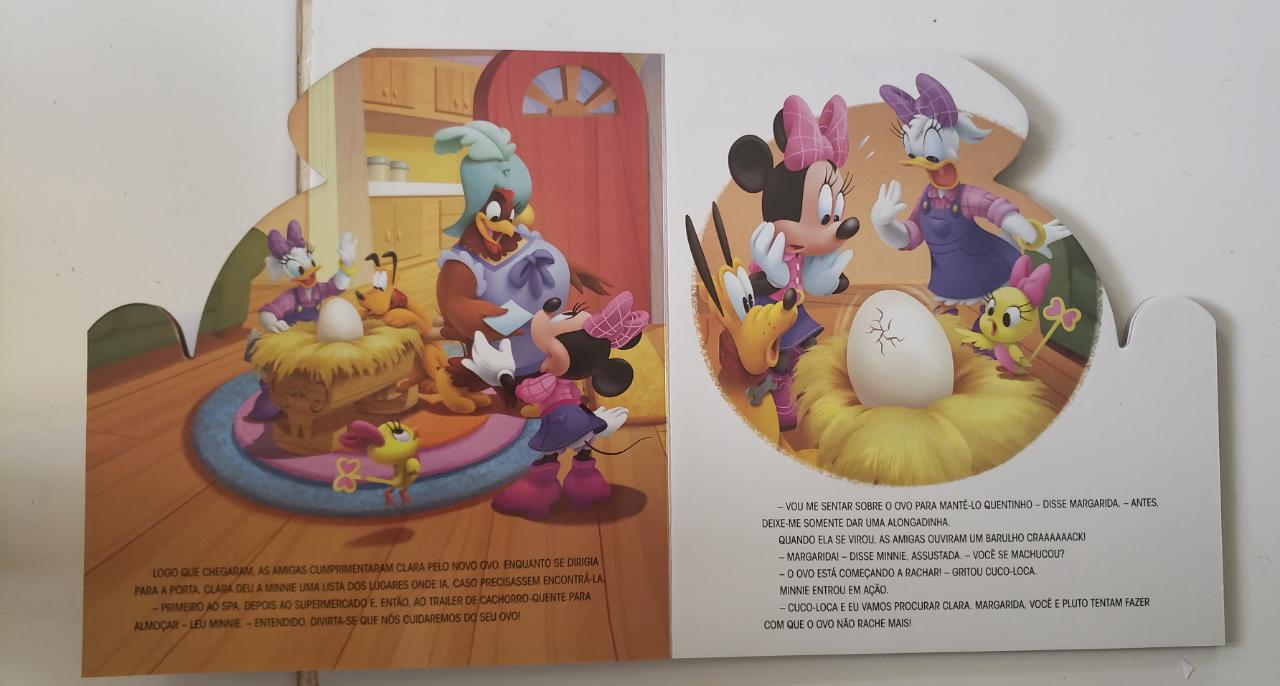 LOGO QUE CHEGARAM, AS AMIGAS CUMPRIMENTARAM CLARA PELO NOVO OVO. ENQUANTO SE DIRIGIA
PARA A PORTA, CLARA DEU A MINNIE UMA LISTA DOS LUGARES ONDE IA, CASO PRECISASSEM ENCONTRÁ-LA.
– PRIMEIRO AO SPA, DEPOIS AO SUPERMERCADO E, ENTÃO, AO TRAILER DE CACHORRO-QUENTE PARA
ALMOÇAR – LEU MINNIE. – ENTENDIDO. DIVIRTA-SE QUE NÓS CUIDAREMOS DO SEU OVO!
– VOU ME SENTAR SOBRE O OVO PARA MANTÊ-LO QUENTINHO – DISSE MARGARIDA. – ANTES,
DEIXE-ME SOMENTE DAR UMA ALONGADINHA.
QUANDO ELA SE VIROU, AS AMIGAS OUVIRAM UM BARULHO CRAAAAAACK!
– MARGARIDA! – DISSE MINNIE, ASSUSTADA. – VOCÊ SE MACHUCOU?
– O OVO ESTÁ COMEÇANDO A RACHAR! – GRITOU CUCO-LOCA.
MINNIE ENTROU EM AÇÃO.
– CUCO-LOCA E EU VAMOS PROCURAR CLARA. MARGARIDA, VOCÊ E PLUTO TENTAM FAZER
COM QUE O OVO NÃO RACHE MAIS!